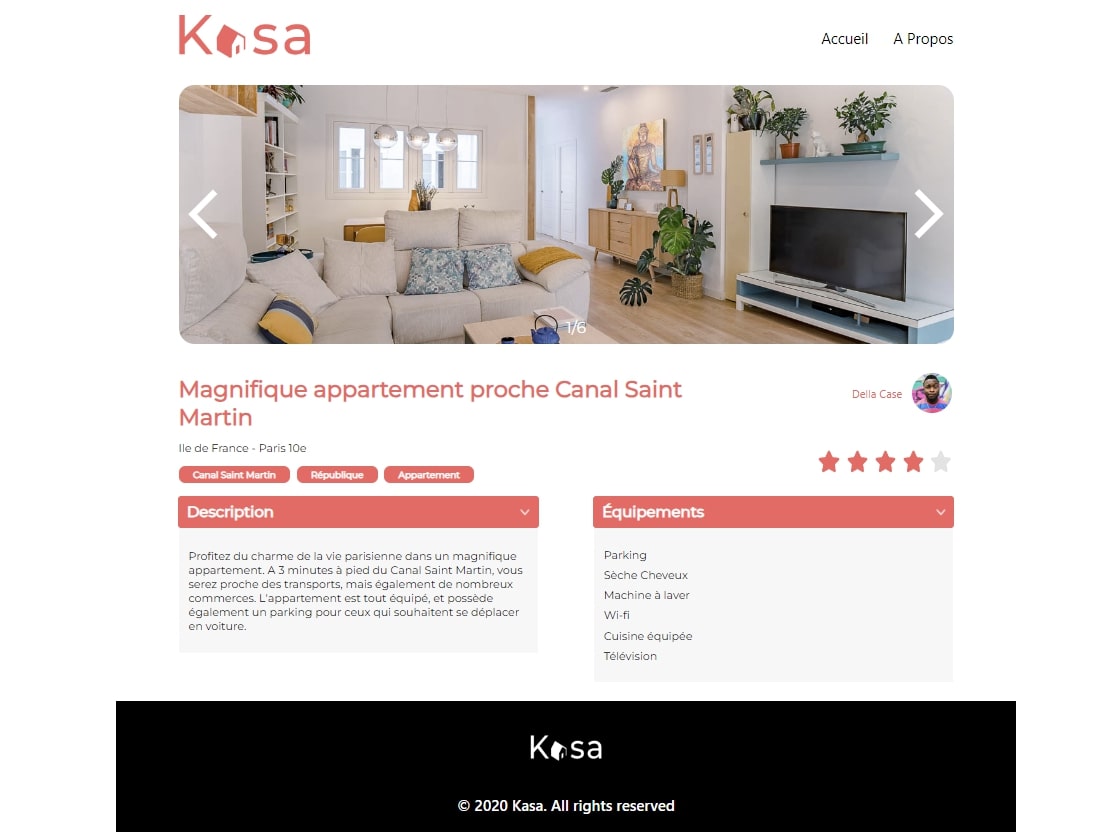 Kasa
Accueil A Propos
1/6
Magnifique appartement proche Canal Saint
Martin
Della Case
Ile de France - Paris 10e
Canal Saint Martin République Appartement
Description
Profitez du charme de la vie parisienne dans un magnifique
appartement. A 3 minutes à pied du Canal Saint Martin, vous
serez proche des transports, mais également de nombreux
commerces. L'appartement est tout équipé, et possède
également un parking pour ceux qui souhaitent se déplacer
en voiture.
Équipements
Parking
Sèche Cheveux
Machine à laver
Wi-fi
Cuisine équipée
Télévision
Kasa
© 2020 Kasa. All rights reserved